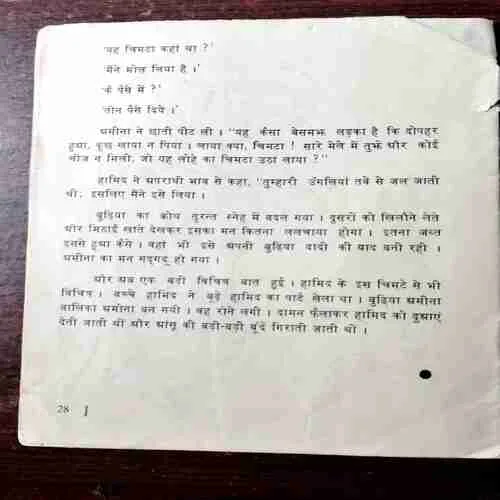 'यह चिमटा कहां था ?'
'मैंने मोल लिया है ।'
'कै पैसे में ?'
'तीन पैसे दिये ।'
अमीना ने छाती पीट ली । "यह कैसा बेसमझ लड़का है कि दोपहर
हुआ, कुछ खाया न पिया । लाया क्या, चिमटा ! सारे मेले में तुझे और कोई
चीज न मिली, जो यह लोहे का चिमटा उठा लाया ?"
हामिद ने अपराधी भाव से कहा, "तुम्हारी उंगलियां तवे से जल जाती
थी; इसलिए मैंने इसे लिया ।
बुढ़िया का क्रोध तुरन्त स्नेह में बदल गया । दूसरों को खिलौने लेते
और मिठाई खाते देखकर इसका मन कितना ललचाया होगा । इतना जब्त
इससे हुआ कैसे । वहां भी इसे अपनी बुढ़िया दादी की याद बनी रही ।
अमीना का मन गद्‌गद्‌ हो गया ।
और अब एक बड़ी विचित्र बात हुई । हामिद के इस चिमटे से भी
विचित्र । बच्चे हामिद ने बूढ़े हामिद का पार्ट खेला था । बुढ़िया अमीना
बालिका अमीना बन गयी । वह रोने लगी । दामन फैलाकर हामिद को दुआएं
देती जाती थी और आंसू की बड़ी-बड़ी बूंदें गिराती जाती थी ।
28